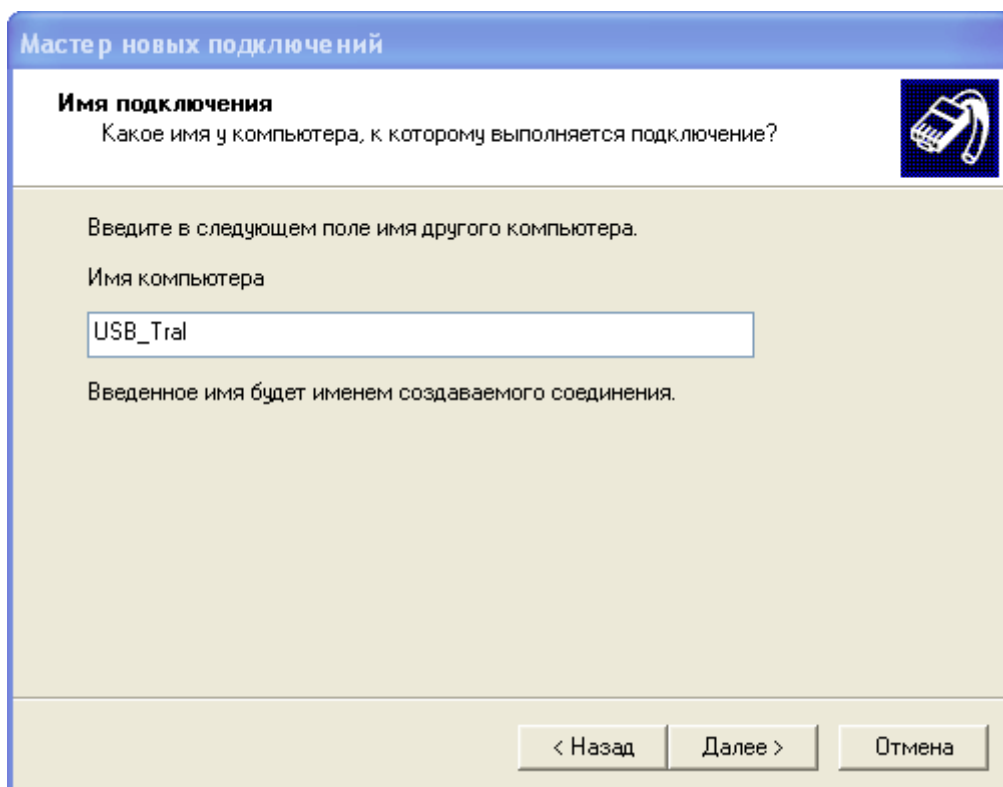 Мастер новых подключений
Имя подключения
Какое имя у компьютера, к которому выполняется подключение?
Введите в следующем поле имя другого компьютера.
Имя компьютера
USB_Tral
Введенное имя будет именем создаваемого соединения.
< Назад Далее > Отмена